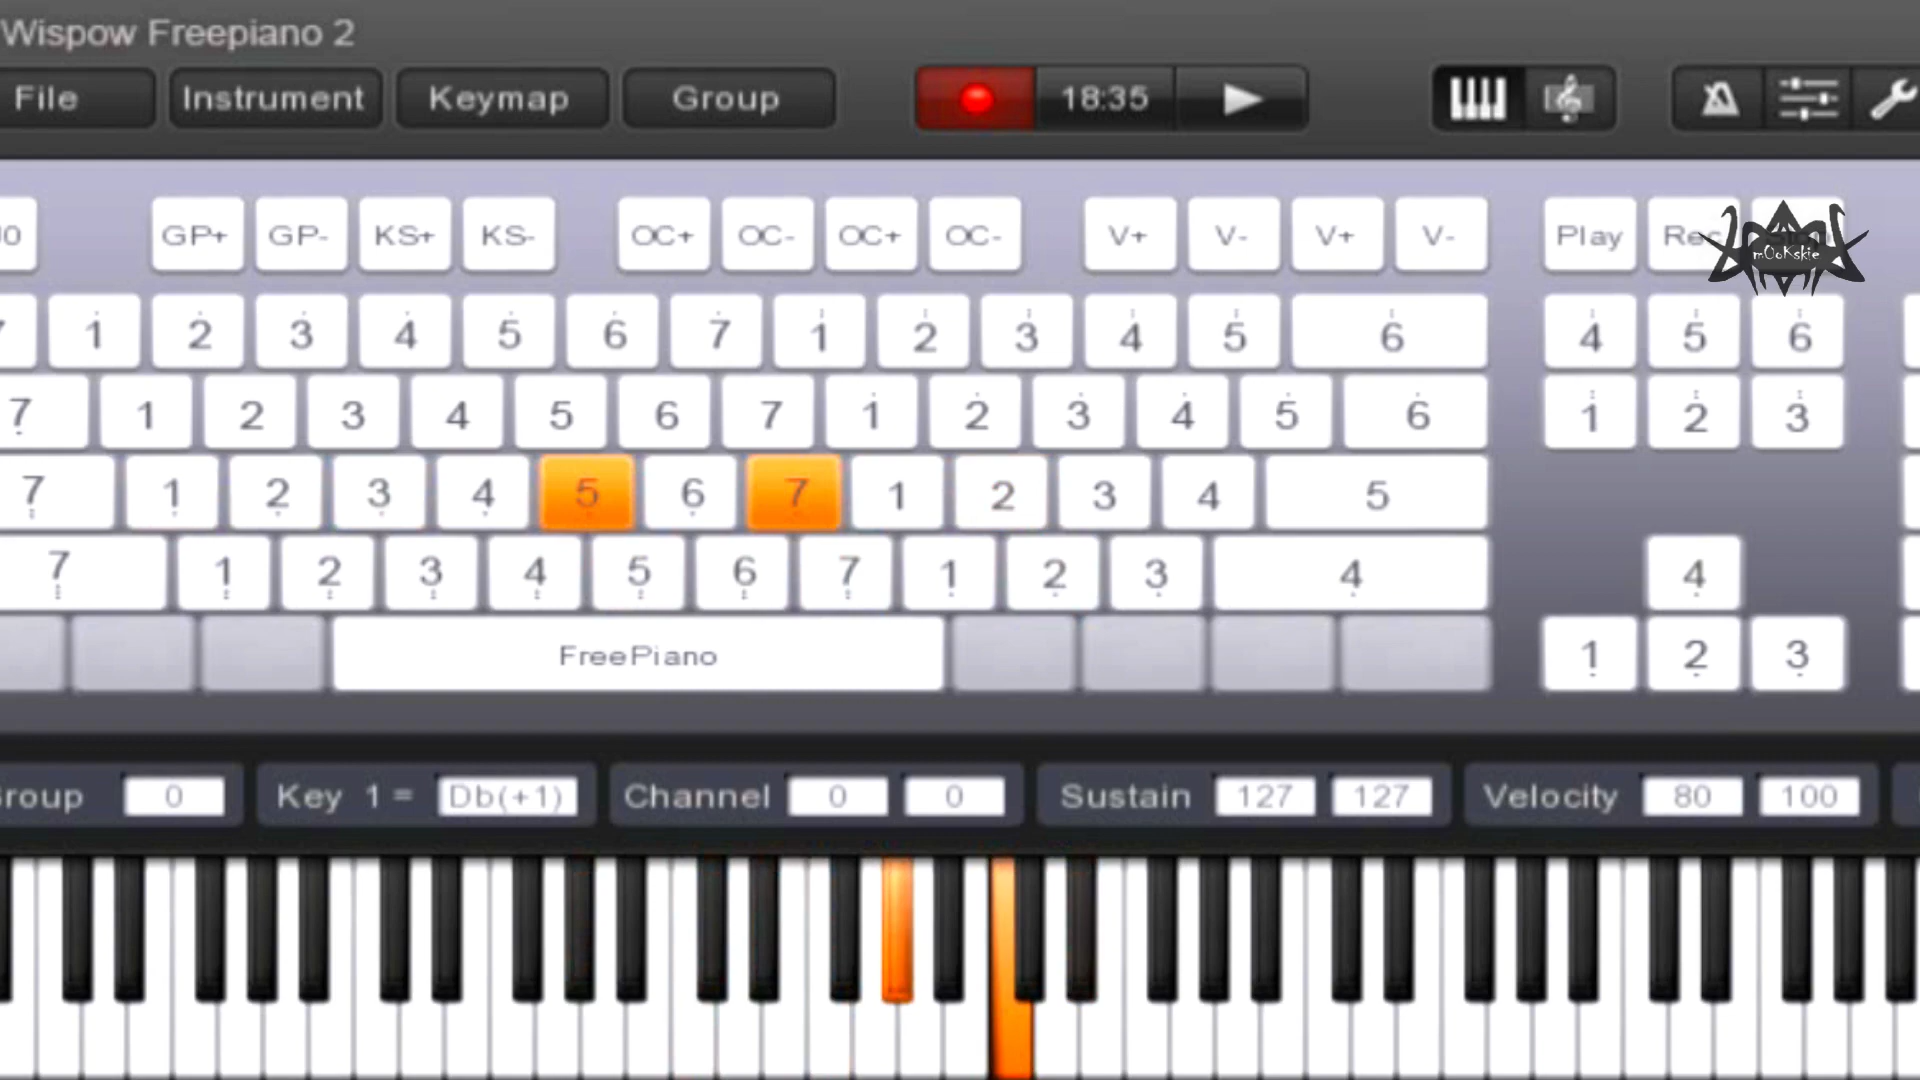 Wispow Freepiano 2
File Instrument Keymap Group 18:35
GP+ GP- KS+ KS- OC+ OC- OC+ OC- V+ V- V+ V- Play Rec
mOoKskie
1 2 3 4 5 6 7 1 2 3 4 5 6 4 5 6
7 1 2 3 4 5 6 7 1 2 3 4 5 6 1 2 3
7 1 2 3 4 5 6 7 1 2 3 4 5
7 1 2 3 4 5 6 7 1 2 3 4 4
FreePiano 1 2 3
roup 0 Key 1 = Db(+1) Channel 0 0 Sustain 127 127 Velocity 80 100